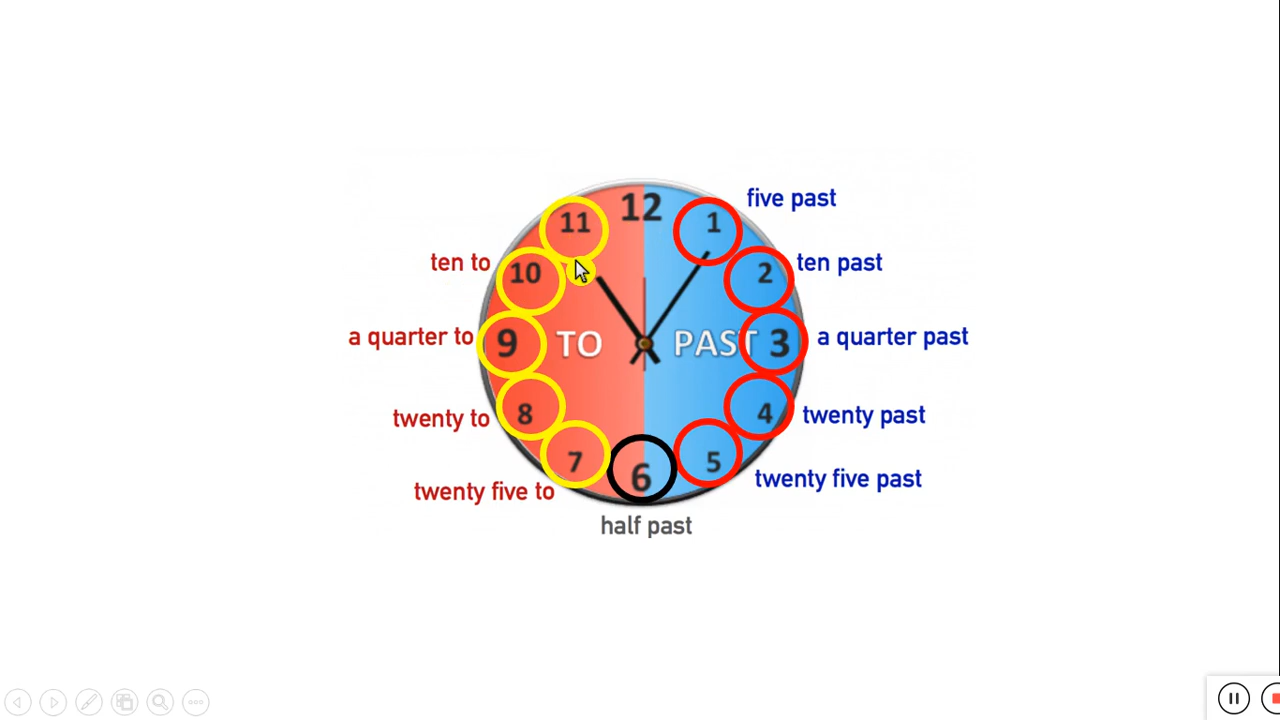 five past
12
11
1
ten to
ten past
10
2
a quarter to
9
TO
PAST
3
a quarter past
twenty to
8
4
twenty past
7
5
twenty five past
6
twenty five to
half past